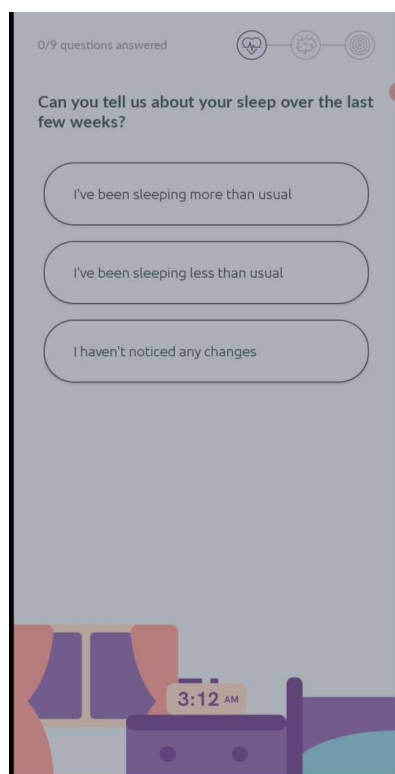 0/9 questions answered
Can you tell us about your sleep over the last
few weeks?
I've been sleeping more than usual
I've been sleeping less than usual
I haven't noticed any changes
3:12 AM